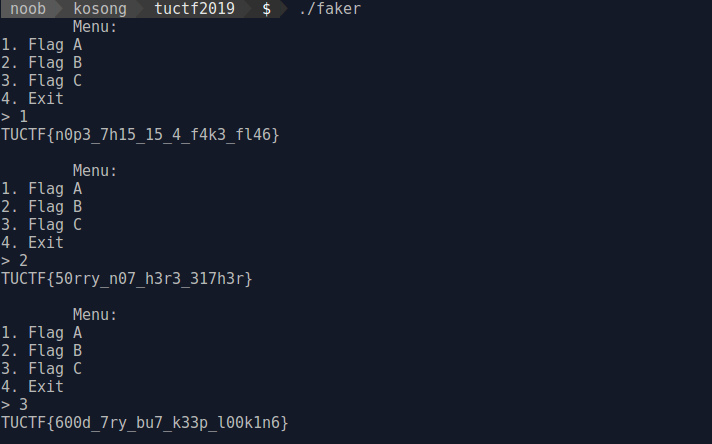 noob kosong tuctf2019 $ ./faker
Menu:
1. Flag A
2. Flag B
3. Flag C
4. Exit
> 1
TUCTF{n0p3_7h15_15_4_f4k3_fl46}
Menu:
1. Flag A
2. Flag B
3. Flag C
4. Exit
> 2
TUCTF{50rry_n07_h3r3_317h3r}
Menu:
1. Flag A
2. Flag B
3. Flag C
4. Exit
> 3
TUCTF{600d_7ry_bu7_k33p_l00k1n6}